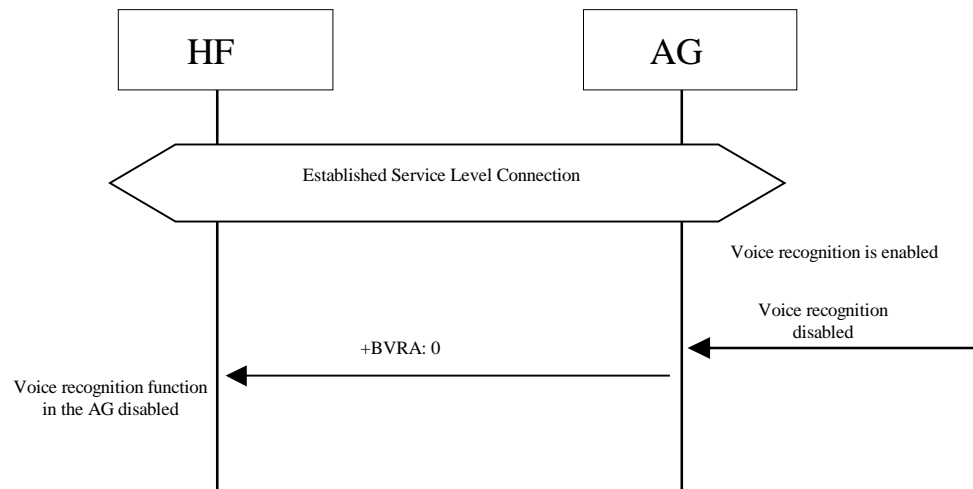 HF
AG
Established Service Level Connection
Voice recognition is enabled
Voice recognition
disabled
+BVRA: 0
Voice recognition function
in the AG disabled